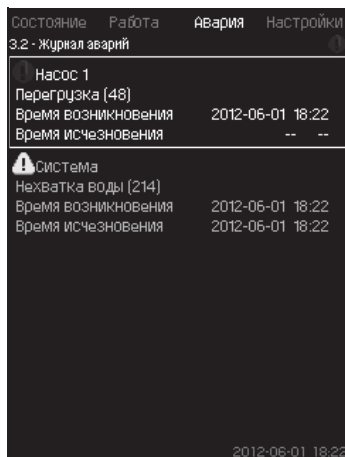 Состояние Работа Авария Настройки
3.2 - Журнал аварий
Насос 1
Перегрузка (48)
Время возникновения 2012-06-01 18:22
Время исчезновения -- --
Система
Нехватка воды (214)
Время возникновения 2012-06-01 18:22
Время исчезновения 2012-06-01 18:22
2012-06-01 18:22